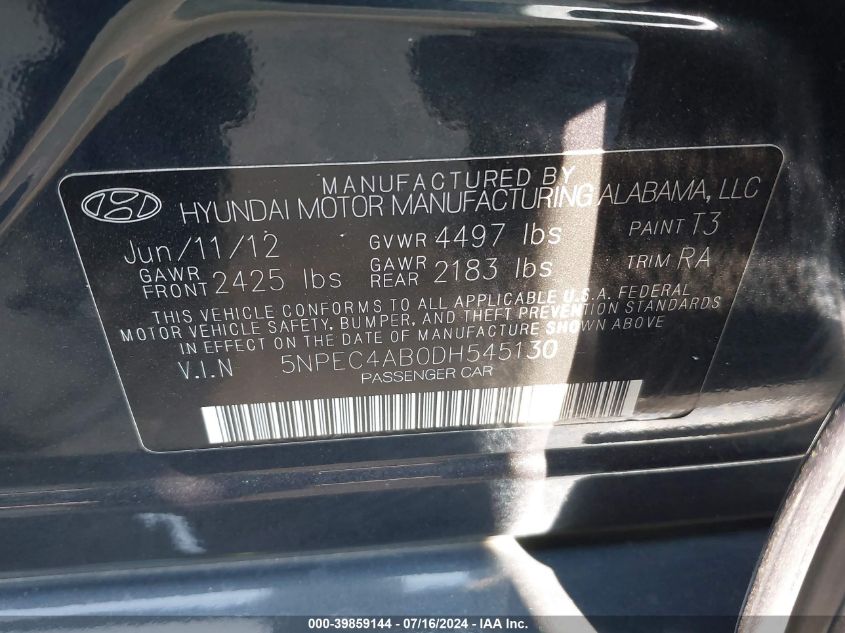 MANUFACTURED BY
HYUNDAI MOTOR MANUFACTURING ALABAMA, LLC
Jun/11/12 GVWR 4497 lbs PAINT T3
GAWR FRONT 2425 lbs GAWR REAR 2183 lbs TRIM RA
THIS VEHICLE CONFORMS TO ALL APPLICABLE U.S.A. FEDERAL
MOTOR VEHICLE SAFETY, BUMPER, AND THEFT PREVENTION STANDARDS
IN EFFECT ON THE DATE OF MANUFACTURE SHOWN ABOVE
V.I.N 5NPEC4AB0DH545130
PASSENGER CAR
000-39859144 - 07/16/2024 - IAA, Inc.